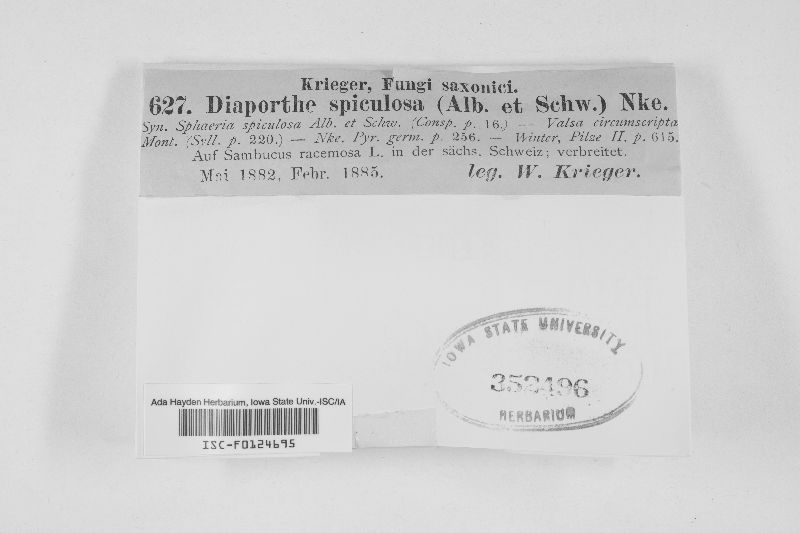 Krieger, Fungi saxonici.
627. Diaporthe spiculosa (Alb. et Schw.) Nke.
Syn. Sphaeria spiculosa Alb. et Schw. (Consp. p. 16.) — Valsa circumscripta
Mont. (Syll. p. 220.) — Nke. Pyr. germ. p. 256. — Winter, Pilze II. p. 615.
Auf Sambucus racemosa L. in der sächs. Schweiz; verbreitet.
Mai 1882, Febr. 1885. leg. W. Krieger.
IOWA STATE UNIVERSITY
352496
HERBARIUM
Ada Hayden Herbarium, Iowa State Univ.-ISC/IA
ISC-F0124695